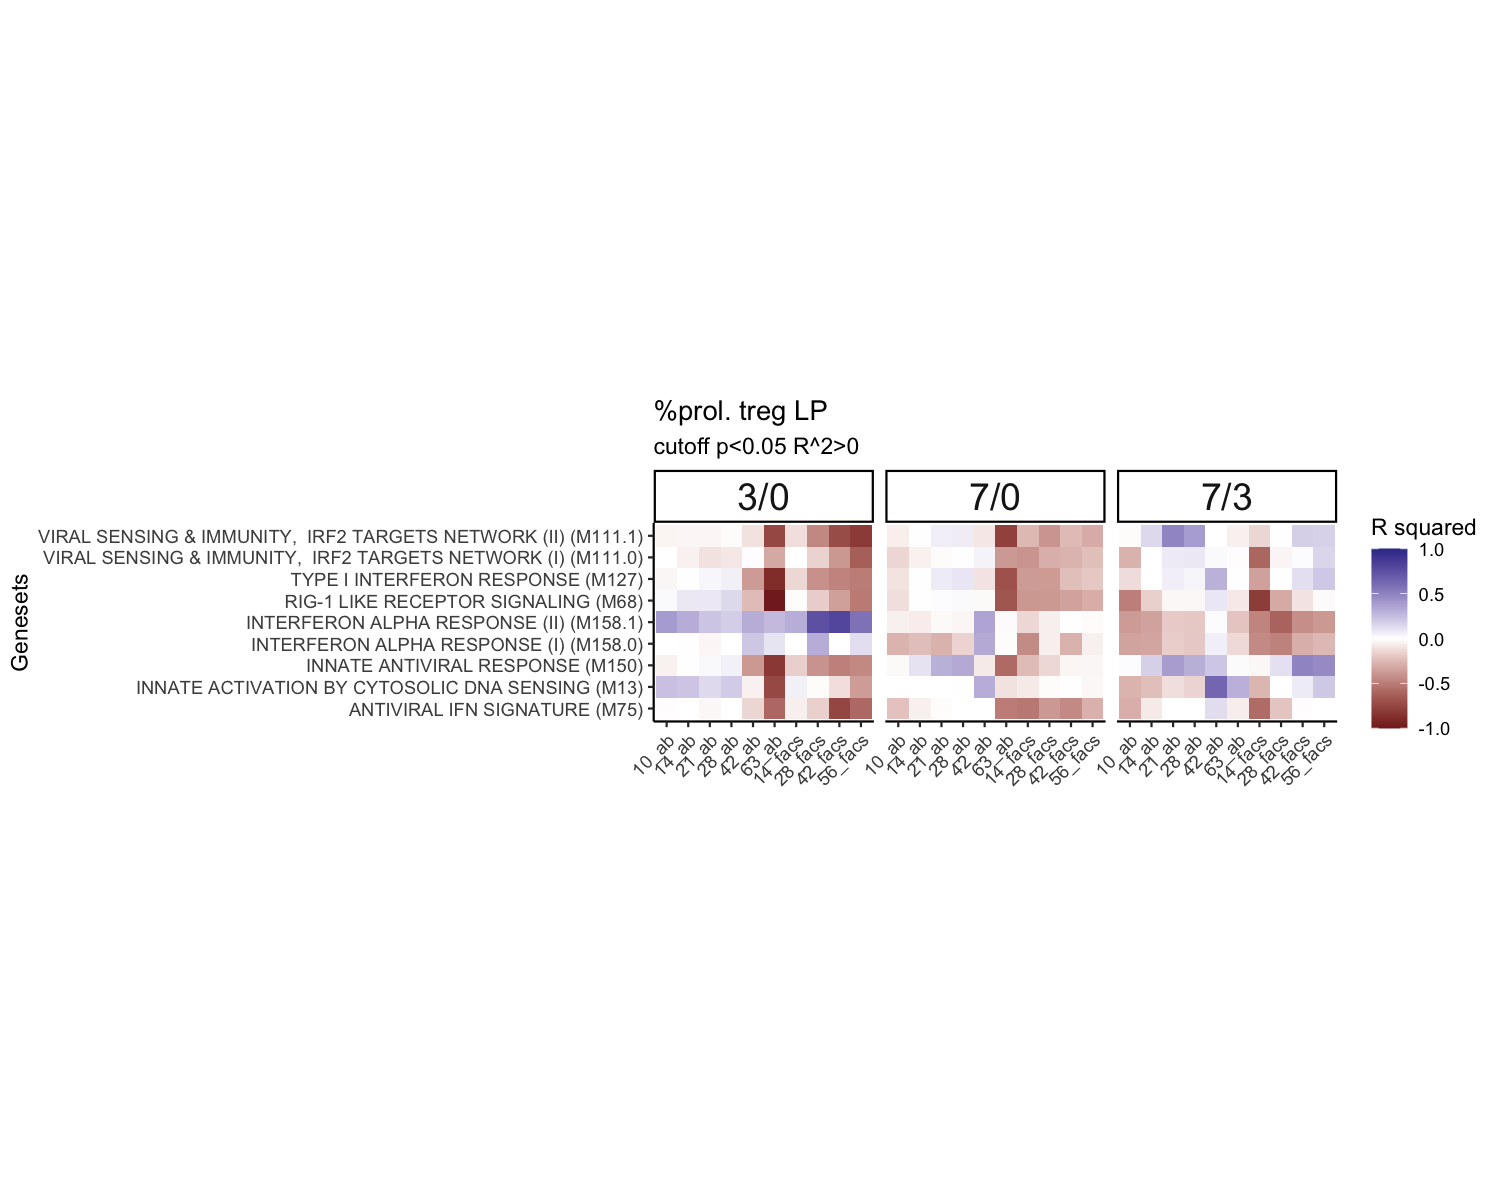 %prol. treg LP
cutoff p<0.05 R^2>0
3/0 7/0 7/3
Genesets
VIRAL SENSING & IMMUNITY,  IRF2 TARGETS NETWORK (II) (M111.1)
VIRAL SENSING & IMMUNITY,  IRF2 TARGETS NETWORK (I) (M111.0)
TYPE I INTERFERON RESPONSE (M127)
RIG-1 LIKE RECEPTOR SIGNALING (M68)
INTERFERON ALPHA RESPONSE (II) (M158.1)
INTERFERON ALPHA RESPONSE (I) (M158.0)
INNATE ANTIVIRAL RESPONSE (M150)
INNATE ACTIVATION BY CYTOSOLIC DNA SENSING (M13)
ANTIVIRAL IFN SIGNATURE (M75)
10_ab 14_ab 21_ab 28_ab 42_ab 63_ab 14_facs 28_facs 42_facs 56_facs
10_ab 14_ab 21_ab 28_ab 42_ab 63_ab 14_facs 28_facs 42_facs 56_facs
10_ab 14_ab 21_ab 28_ab 42_ab 63_ab 14_facs 28_facs 42_facs 56_facs
R squared
1.0
0.5
0.0
-0.5
-1.0